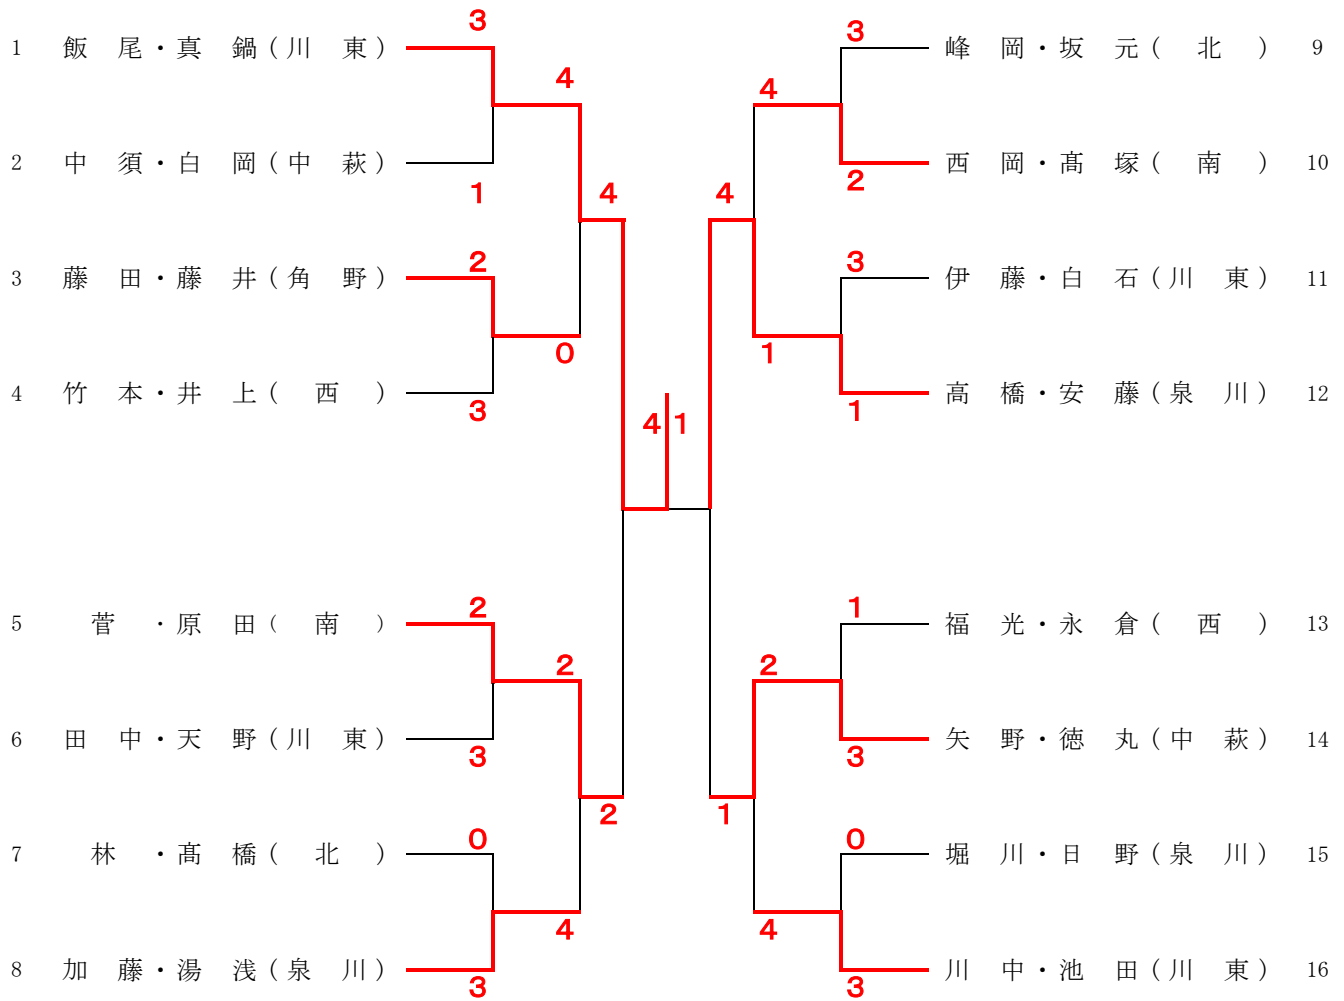 3 3
1 飯 尾・真 鍋(川 東) 峰 岡・坂 元( 北 ) 9
4 4
2 中 須・白 岡(中 萩) 西 岡・髙 塚( 南 ) 10
1 4 4 2
3 藤 田・藤 井(角 野) 2 3 伊 藤・白 石(川 東) 11
0 1
4 竹 本・井 上( 西 ) 高 橋・安 藤(泉 川) 12
3 4 1 1
5 菅 ・原 田( 南 ) 2 1 福 光・永 倉( 西 ) 13
2 2
6 田 中・天 野(川 東) 矢 野・徳 丸(中 萩) 14
3 3
2 1
7 林 ・髙 橋( 北 ) 0 0 堀 川・日 野(泉 川) 15
4 4
8 加 藤・湯 浅(泉 川) 川 中・池 田(川 東) 16
3 3